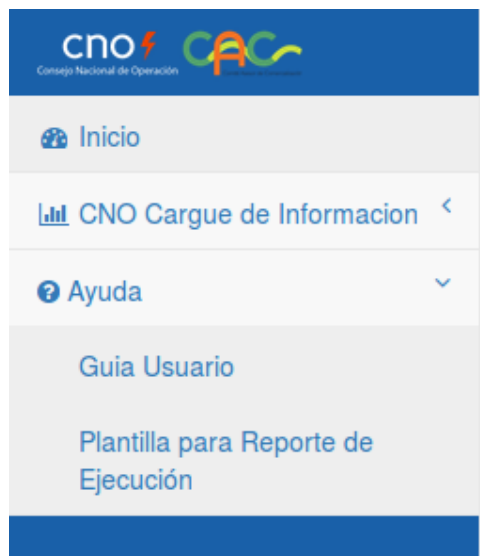 cno CAC
Consejo Nacional de Operación
Inicio
CNO Cargue de Informacion
Ayuda
Guia Usuario
Plantilla para Reporte de
Ejecución